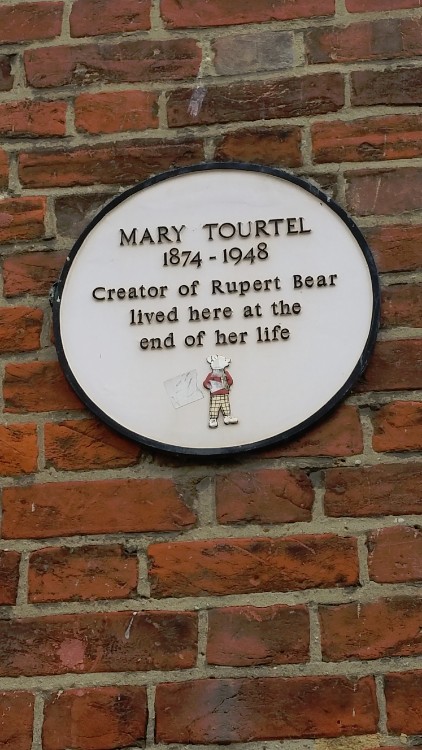 MARY TOURTEL
1874 - 1948
Creator of Rupert Bear
lived here at the
end of her life